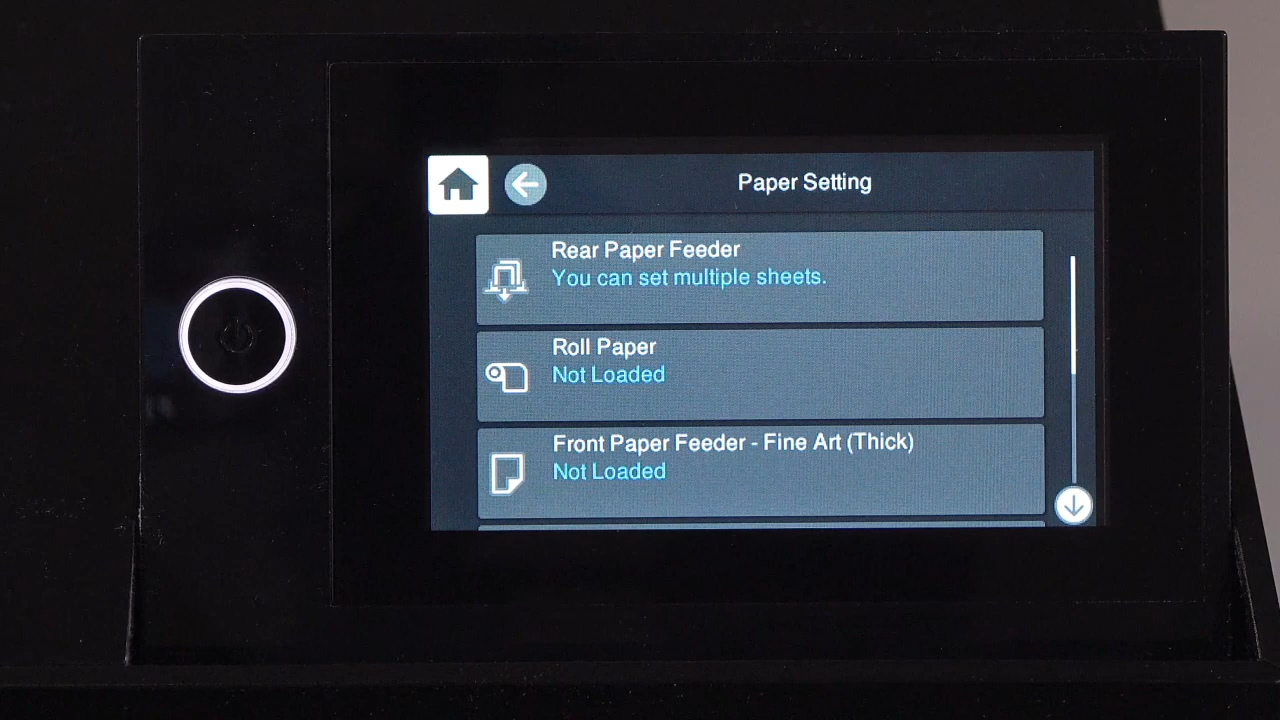 Paper Setting
Rear Paper Feeder
You can set multiple sheets.
Roll Paper
Not Loaded
Front Paper Feeder - Fine Art (Thick)
Not Loaded